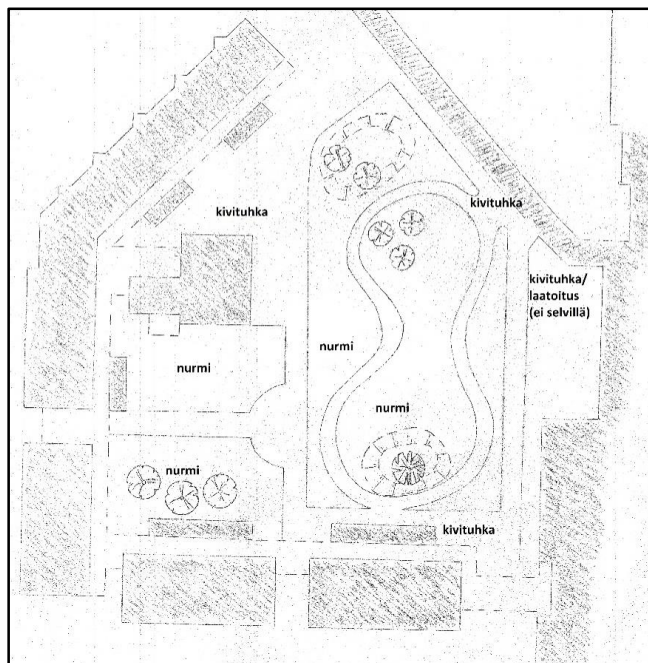 kivituhka
kivituhka
kivituhka/
laatoitus
(ei selvillä)
nurmi
nurmi
nurmi
nurmi
kivituhka